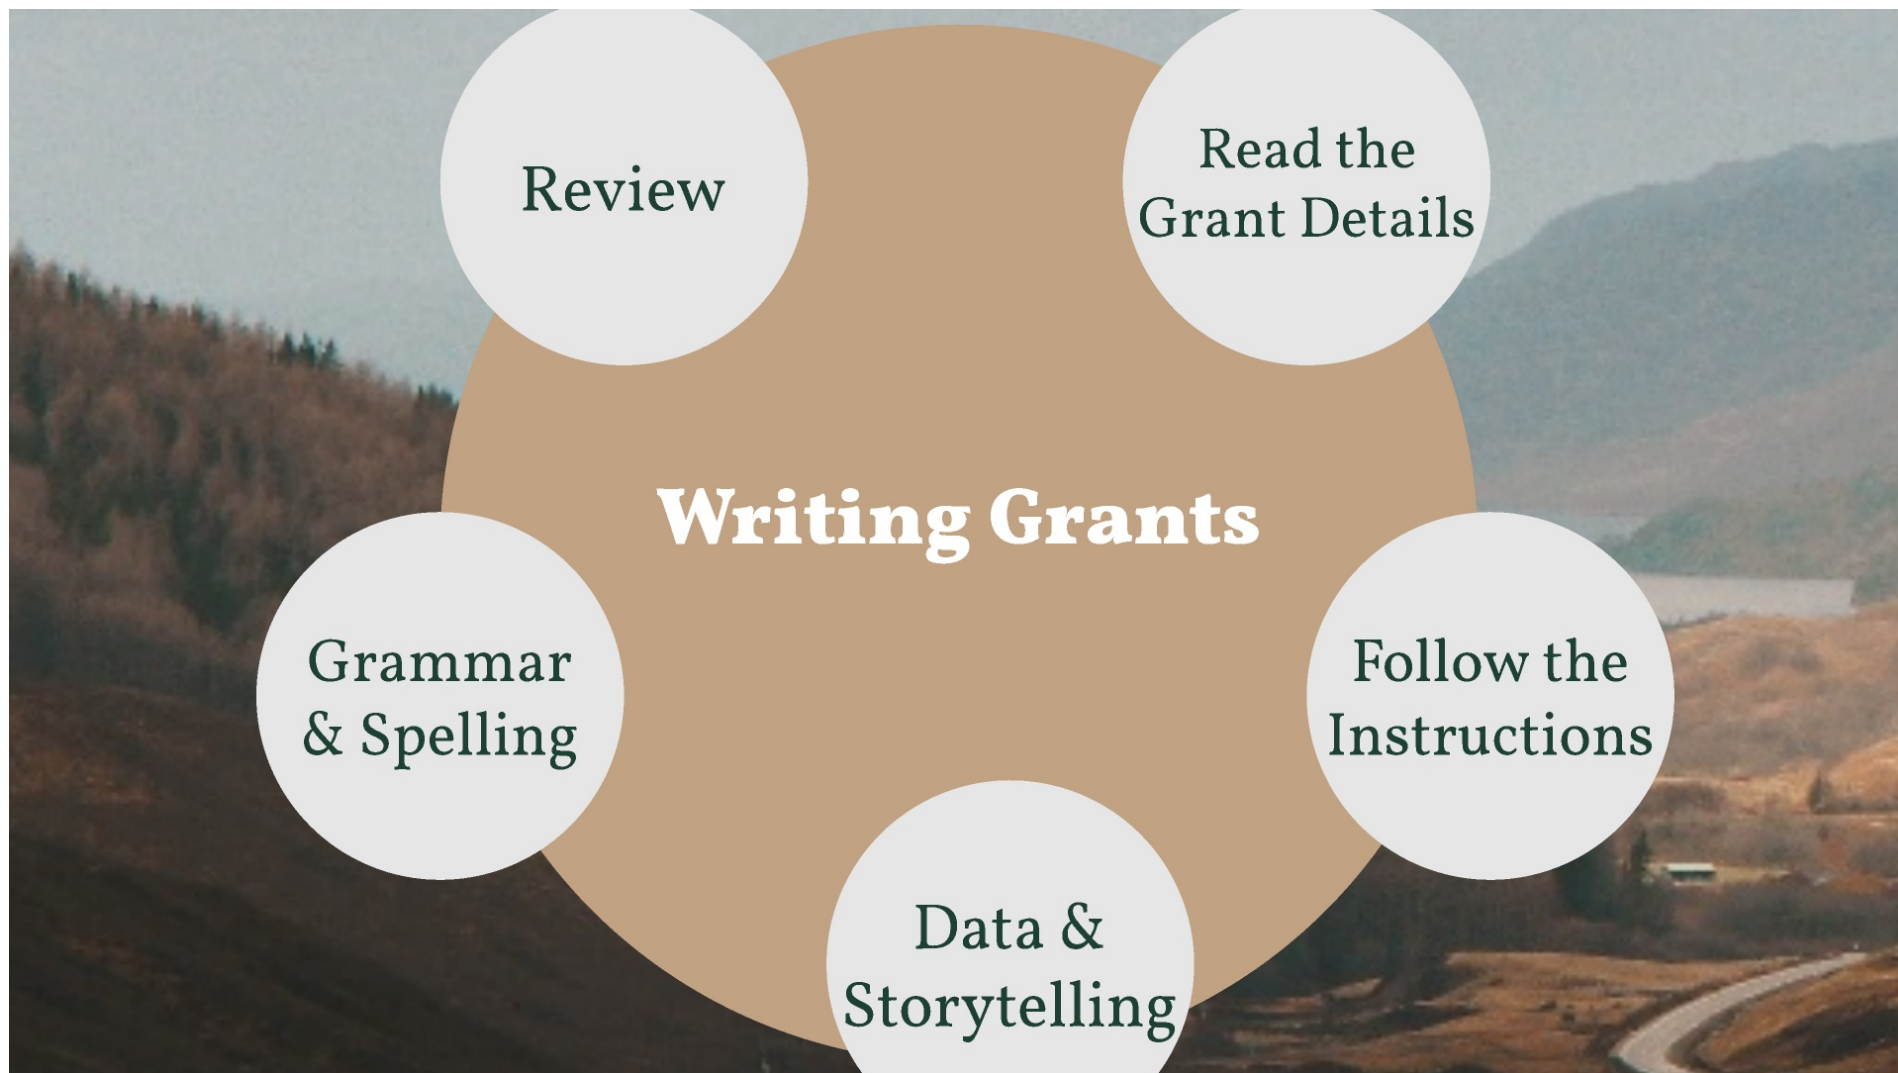 Review
Read the
Grant Details
Writing Grants
Grammar
& Spelling
Follow the
Instructions
Data &
Storytelling